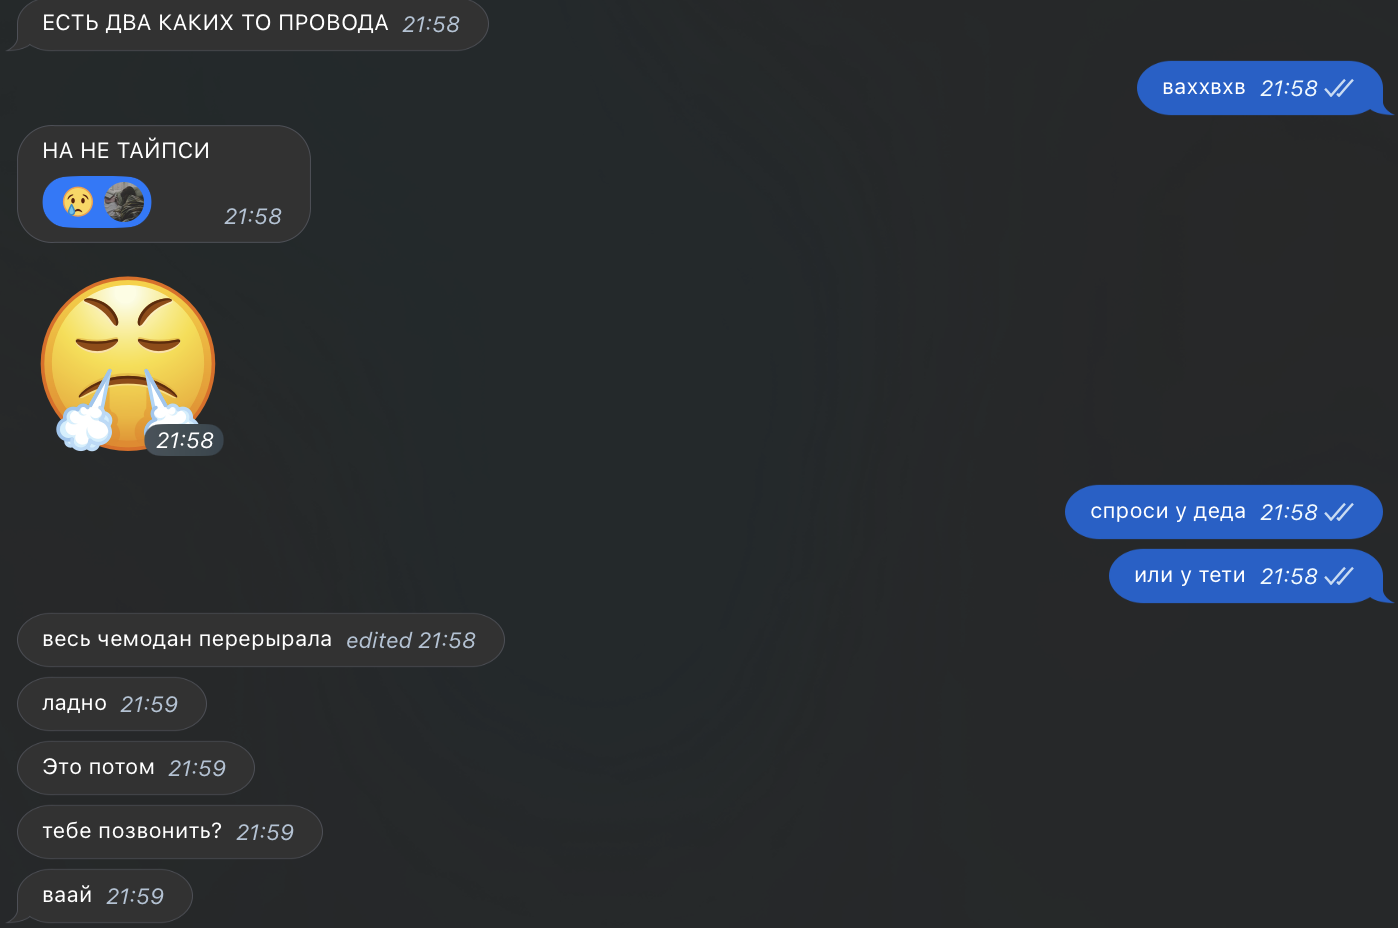 ЕСТЬ ДВА КАКИХ ТО ПРОВОДА 21:58
ваххвхв 21:58
НА НЕ ТАЙПСИ
21:58
21:58
спроси у деда 21:58
или у тети 21:58
весь чемодан перерырала edited 21:58
ладно 21:59
Это потом 21:59
тебе позвонить? 21:59
ваай 21:59